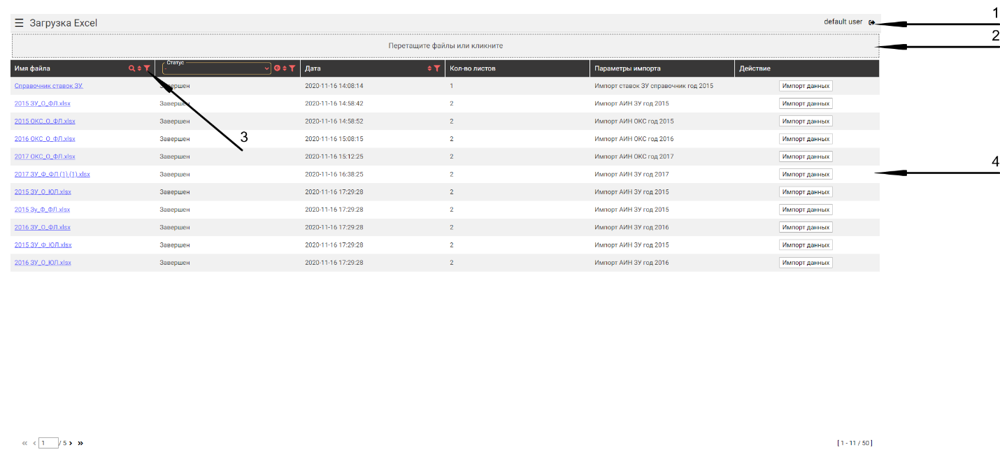 1
Загрузка Excel default user
2
Перетащите файлы или кликните
Имя файла Статус - Дата Кол-во листов Параметры импорта Действие
Справочник ставок ЗУ. Завершен 2020-11-16 14:08:14 1 Импорт ставок ЗУ справочник год 2015 Импорт данных
2015 ЗУ_О_ФЛ.xlsx Завершен 2020-11-16 14:58:42 2 Импорт АИН ЗУ год 2015 Импорт данных
2015 ОКС_О_ФЛ.xlsx Завершен 2020-11-16 14:58:52 2 Импорт АИН ОКС год 2015 Импорт данных
3
2016 ОКС_О_ФЛ.xlsx Завершен 2020-11-16 15:08:15 2 Импорт АИН ОКС год 2016 Импорт данных
2017 ОКС_О_ФЛ.xlsx Завершен 2020-11-16 15:12:25 2 Импорт АИН ОКС год 2017 Импорт данных
4
2017 ЗУ_Ф_ФЛ (1) (1).xlsx Завершен 2020-11-16 16:38:25 2 Импорт АИН ЗУ год 2017 Импорт данных
2015 ЗУ_О_ЮЛ.xlsx Завершен 2020-11-16 17:29:28 2 Импорт АИН ЗУ год 2015 Импорт данных
2015 Зу_Ф_ФЛ.xlsx Завершен 2020-11-16 17:29:28 2 Импорт АИН ЗУ год 2015 Импорт данных
2016 ЗУ_О_ФЛ.xlsx Завершен 2020-11-16 17:29:28 2 Импорт АИН ЗУ год 2016 Импорт данных
2015 ЗУ_Ф_ЮЛ.xlsx Завершен 2020-11-16 17:29:28 2 Импорт АИН ЗУ год 2015 Импорт данных
2016 ЗУ_О_ЮЛ.xlsx Завершен 2020-11-16 17:29:28 2 Импорт АИН ЗУ год 2016 Импорт данных
« ‹ 1 / 5 › » [ 1 - 11 / 50 ]